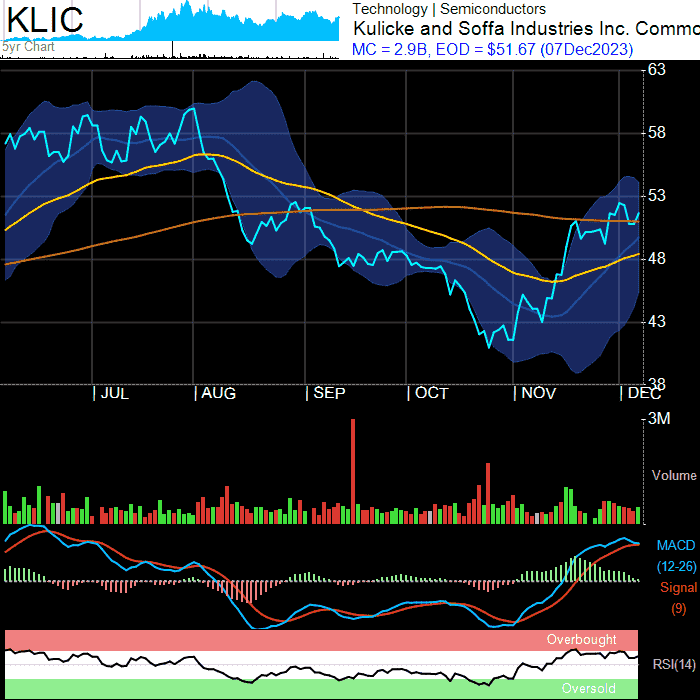 KLIC
5yr Chart
Technology | Semiconductors
Kulicke and Soffa Industries Inc. Commo
MC = 2.9B, EOD = $51.67 (07Dec2023)
63
58
53
48
43
38
JUL
AUG
SEP
OCT
NOV
DEC
3M
Volume
MACD
(12-26)
Signal
(9)
Overbought
RSI(14)
Oversold